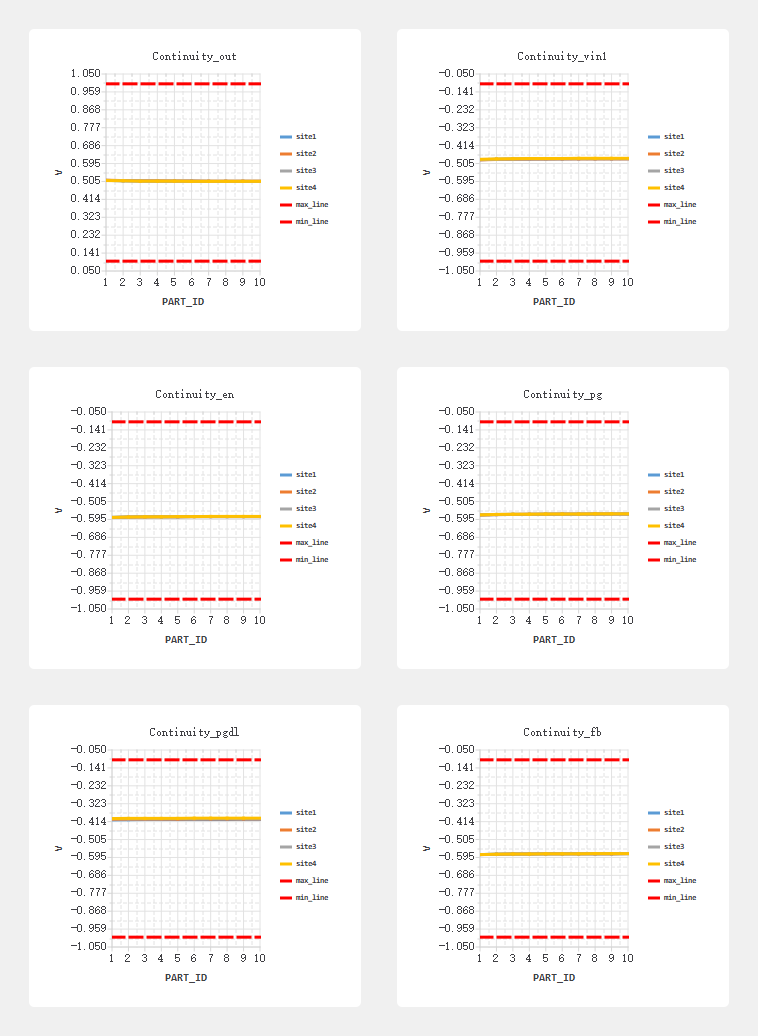 Continuity_out
1.050
0.959
0.868
0.777
0.686
0.595
0.505
0.414
0.323
0.232
0.141
0.050
V
1 2 3 4 5 6 7 8 9 10
PART_ID
site1
site2
site3
site4
max_line
min_line
Continuity_vin1
-0.050
-0.141
-0.232
-0.323
-0.414
-0.505
-0.595
-0.686
-0.777
-0.868
-0.959
-1.050
V
1 2 3 4 5 6 7 8 9 10
PART_ID
site1
site2
site3
site4
max_line
min_line
Continuity_en
-0.050
-0.141
-0.232
-0.323
-0.414
-0.505
-0.595
-0.686
-0.777
-0.868
-0.959
-1.050
V
1 2 3 4 5 6 7 8 9 10
PART_ID
site1
site2
site3
site4
max_line
min_line
Continuity_pg
-0.050
-0.141
-0.232
-0.323
-0.414
-0.505
-0.595
-0.686
-0.777
-0.868
-0.959
-1.050
V
1 2 3 4 5 6 7 8 9 10
PART_ID
site1
site2
site3
site4
max_line
min_line
Continuity_pgdl
-0.050
-0.141
-0.232
-0.323
-0.414
-0.505
-0.595
-0.686
-0.777
-0.868
-0.959
-1.050
V
1 2 3 4 5 6 7 8 9 10
PART_ID
site1
site2
site3
site4
max_line
min_line
Continuity_fb
-0.050
-0.141
-0.232
-0.323
-0.414
-0.505
-0.595
-0.686
-0.777
-0.868
-0.959
-1.050
V
1 2 3 4 5 6 7 8 9 10
PART_ID
site1
site2
site3
site4
max_line
min_line